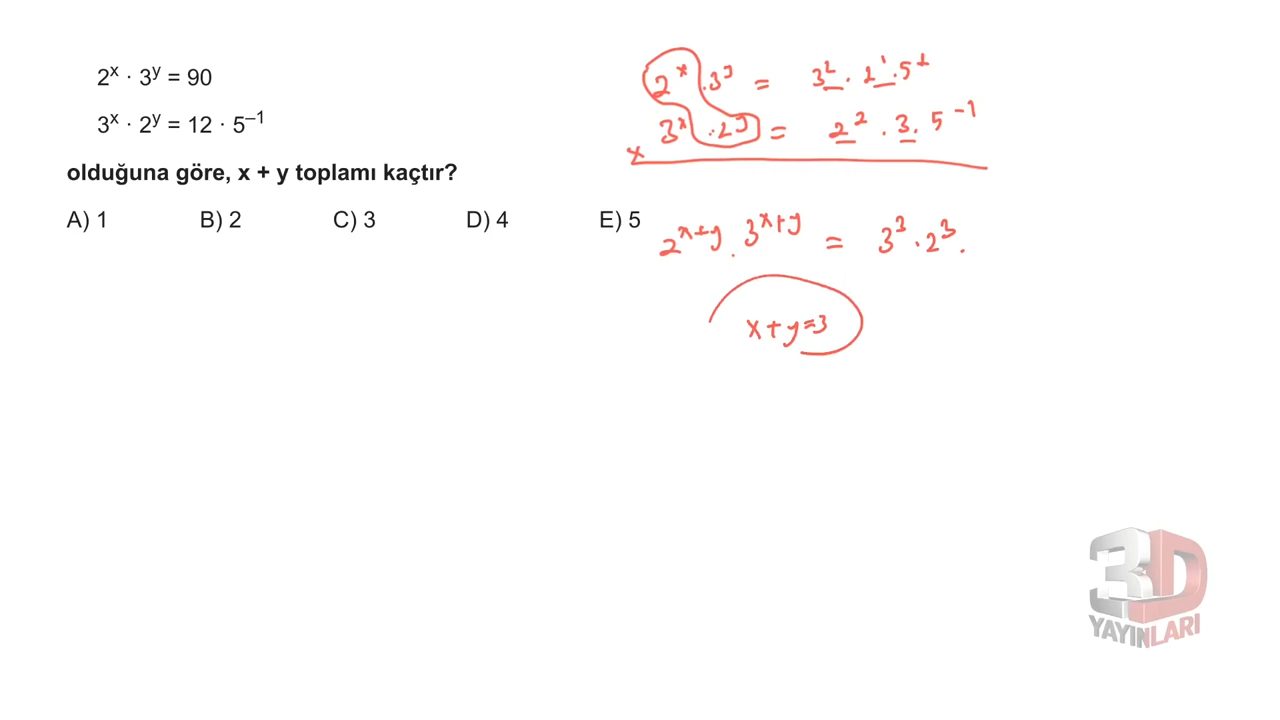 2^x · 3^y = 90
3^x · 2^y = 12 · 5^–1
olduğuna göre, x + y toplamı kaçtır?
A) 1 B) 2 C) 3 D) 4 E) 5
2^x . 3^y = 3^2 . 2^1 . 5^1
x 3^x . 2^y = 2^2 . 3 . 5^-1
2^x+y . 3^x+y = 3^3 . 2^3 .
x + y = 3
3D
YAYINLARI